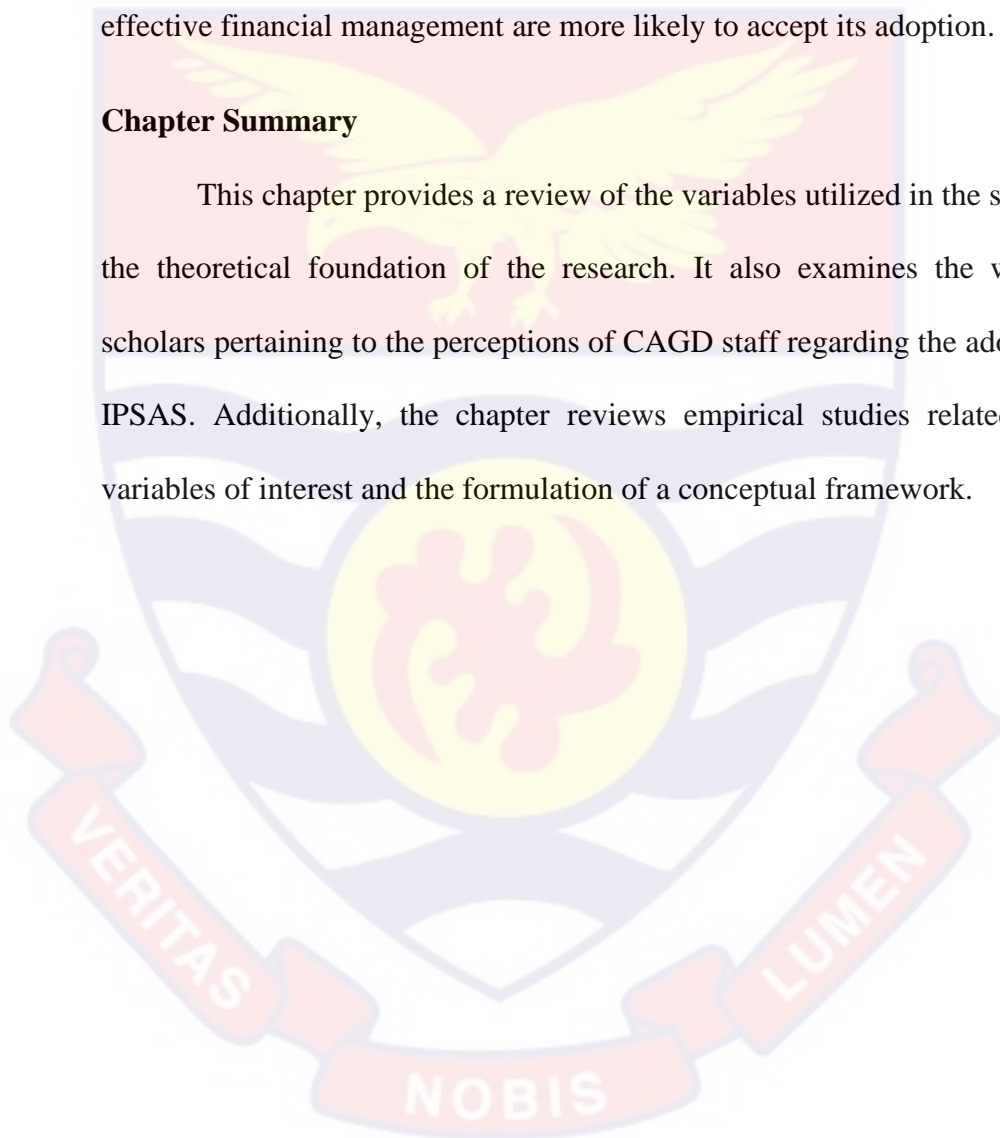 effective financial management are more likely to accept its adoption.
Chapter Summary
This chapter provides a review of the variables utilized in the
the theoretical foundation of the research. It also examines the
scholars pertaining to the perceptions of CAGD staff regarding the
IPSAS. Additionally, the chapter reviews empirical studies
variables of interest and the formulation of a conceptual framework.
VERITAS
NOBIS
LUMEN